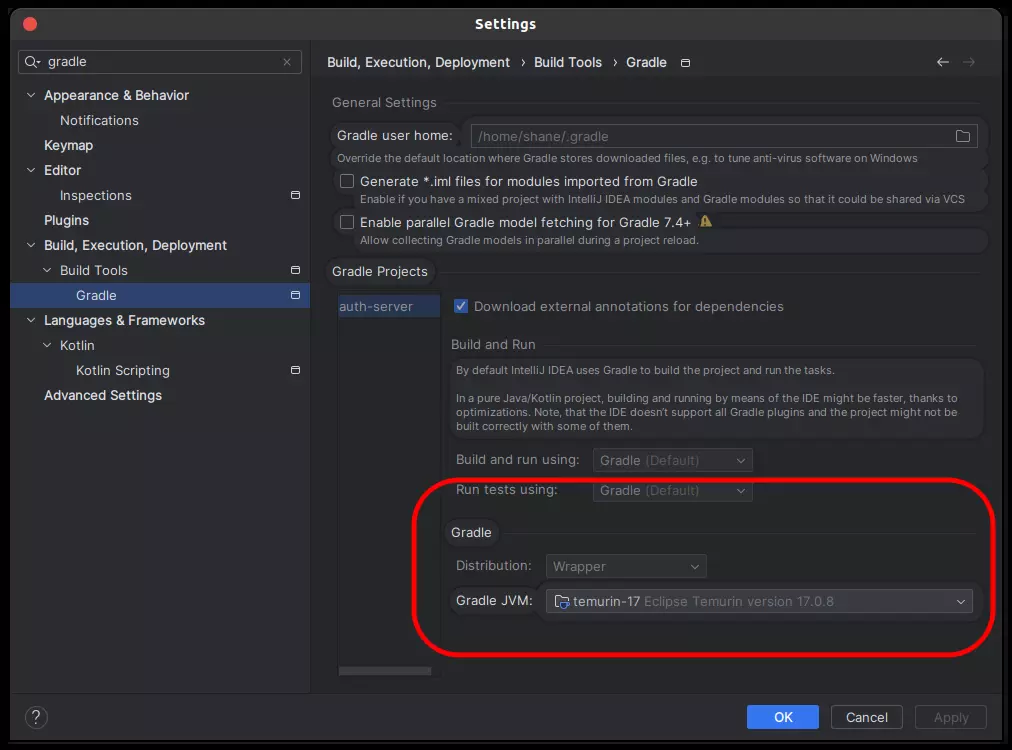 Settings
gradle
Appearance & Behavior
Notifications
Keymap
Editor
Inspections
Plugins
Build, Execution, Deployment
Build Tools
Gradle
Languages & Frameworks
Kotlin
Kotlin Scripting
Advanced Settings
Build, Execution, Deployment › Build Tools › Gradle
General Settings
Gradle user home: /home/shane/.gradle
Override the default location where Gradle stores downloaded files, e.g. to tune anti-virus software on Windows
Generate *.iml files for modules imported from Gradle
Enable if you have a mixed project with IntelliJ IDEA modules and Gradle modules so that it could be shared via VCS
Enable parallel Gradle model fetching for Gradle 7.4+
Allow collecting Gradle models in parallel during a project reload.
Gradle Projects
auth-server
Download external annotations for dependencies
Build and Run
By default IntelliJ IDEA uses Gradle to build the project and run the tasks.
In a pure Java/Kotlin project, building and running by means of the IDE might be faster, thanks to
optimizations. Note, that the IDE doesn't support all Gradle plugins and the project might not be
built correctly with some of them.
Build and run using: Gradle (Default)
Run tests using: Gradle (Default)
Gradle
Distribution: Wrapper
Gradle JVM: temurin-17 Eclipse Temurin version 17.0.8
? OK Cancel Apply